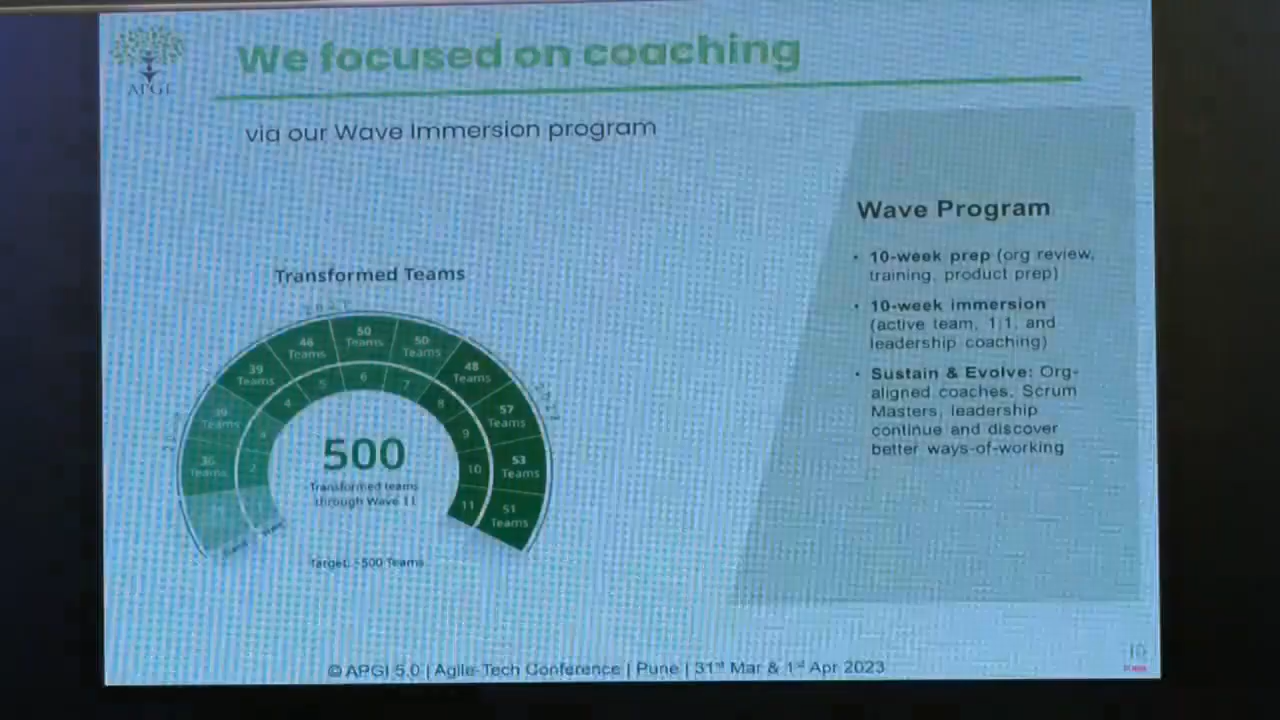 APGI
We focused on coaching
via our Wave Immersion program
Transformed Teams
36
Teams
39
Teams
39
Teams
46
Teams
50
Teams
50
Teams
48
Teams
57
Teams
53
Teams
51
Teams
2
4
5
6
7
8
9
10
11
500
Transformed teams
through Wave 11
Target: ~500 Teams
Wave Program
• 10-week prep (org review,
training, product prep)
• 10-week immersion
(active team, 1:1, and
leadership coaching)
• Sustain & Evolve: Org-
aligned coaches, Scrum
Masters, leadership
continue and discover
better ways-of-working
© APGI 5.0 | Agile-Tech Conference | Pune | 31st Mar & 1st Apr 2023
10